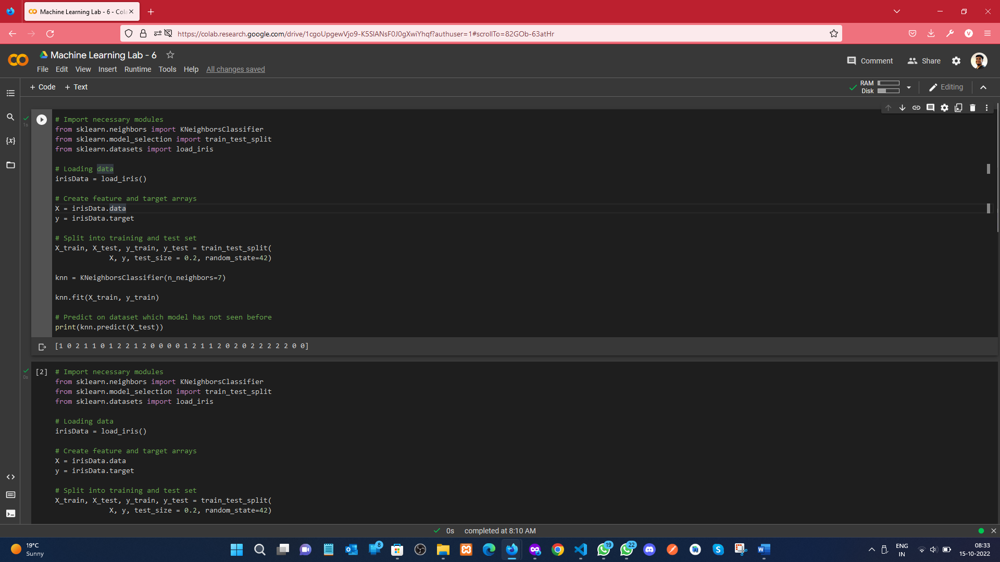 Machine Learning Lab - 6 - Cola
https://colab.research.google.com/drive/1cgoUpgewVjo9-K5SlANsF0J0gXwiYhqf?authuser=1#scrollTo=82GOb-63atHr
Machine Learning Lab - 6
File Edit View Insert Runtime Tools Help All changes saved
Comment Share
+ Code + Text
RAM
Disk
Editing
1s
# Import necessary modules
from sklearn.neighbors import KNeighborsClassifier
from sklearn.model_selection import train_test_split
from sklearn.datasets import load_iris
# Loading data
irisData = load_iris()
# Create feature and target arrays
X = irisData.data
y = irisData.target
# Split into training and test set
X_train, X_test, y_train, y_test = train_test_split(
X, y, test_size = 0.2, random_state=42)
knn = KNeighborsClassifier(n_neighbors=7)
knn.fit(X_train, y_train)
# Predict on dataset which model has not seen before
print(knn.predict(X_test))
[1 0 2 1 1 0 1 2 2 1 2 0 0 0 0 1 2 1 1 2 0 2 0 2 2 2 2 2 0 0]
0s
[2] # Import necessary modules
from sklearn.neighbors import KNeighborsClassifier
from sklearn.model_selection import train_test_split
from sklearn.datasets import load_iris
# Loading data
irisData = load_iris()
# Create feature and target arrays
X = irisData.data
y = irisData.target
# Split into training and test set
X_train, X_test, y_train, y_test = train_test_split(
X, y, test_size = 0.2, random_state=42)
0s completed at 8:10 AM
19°C
Sunny
8
19
22
ENG
IN
08:33
15-10-2022